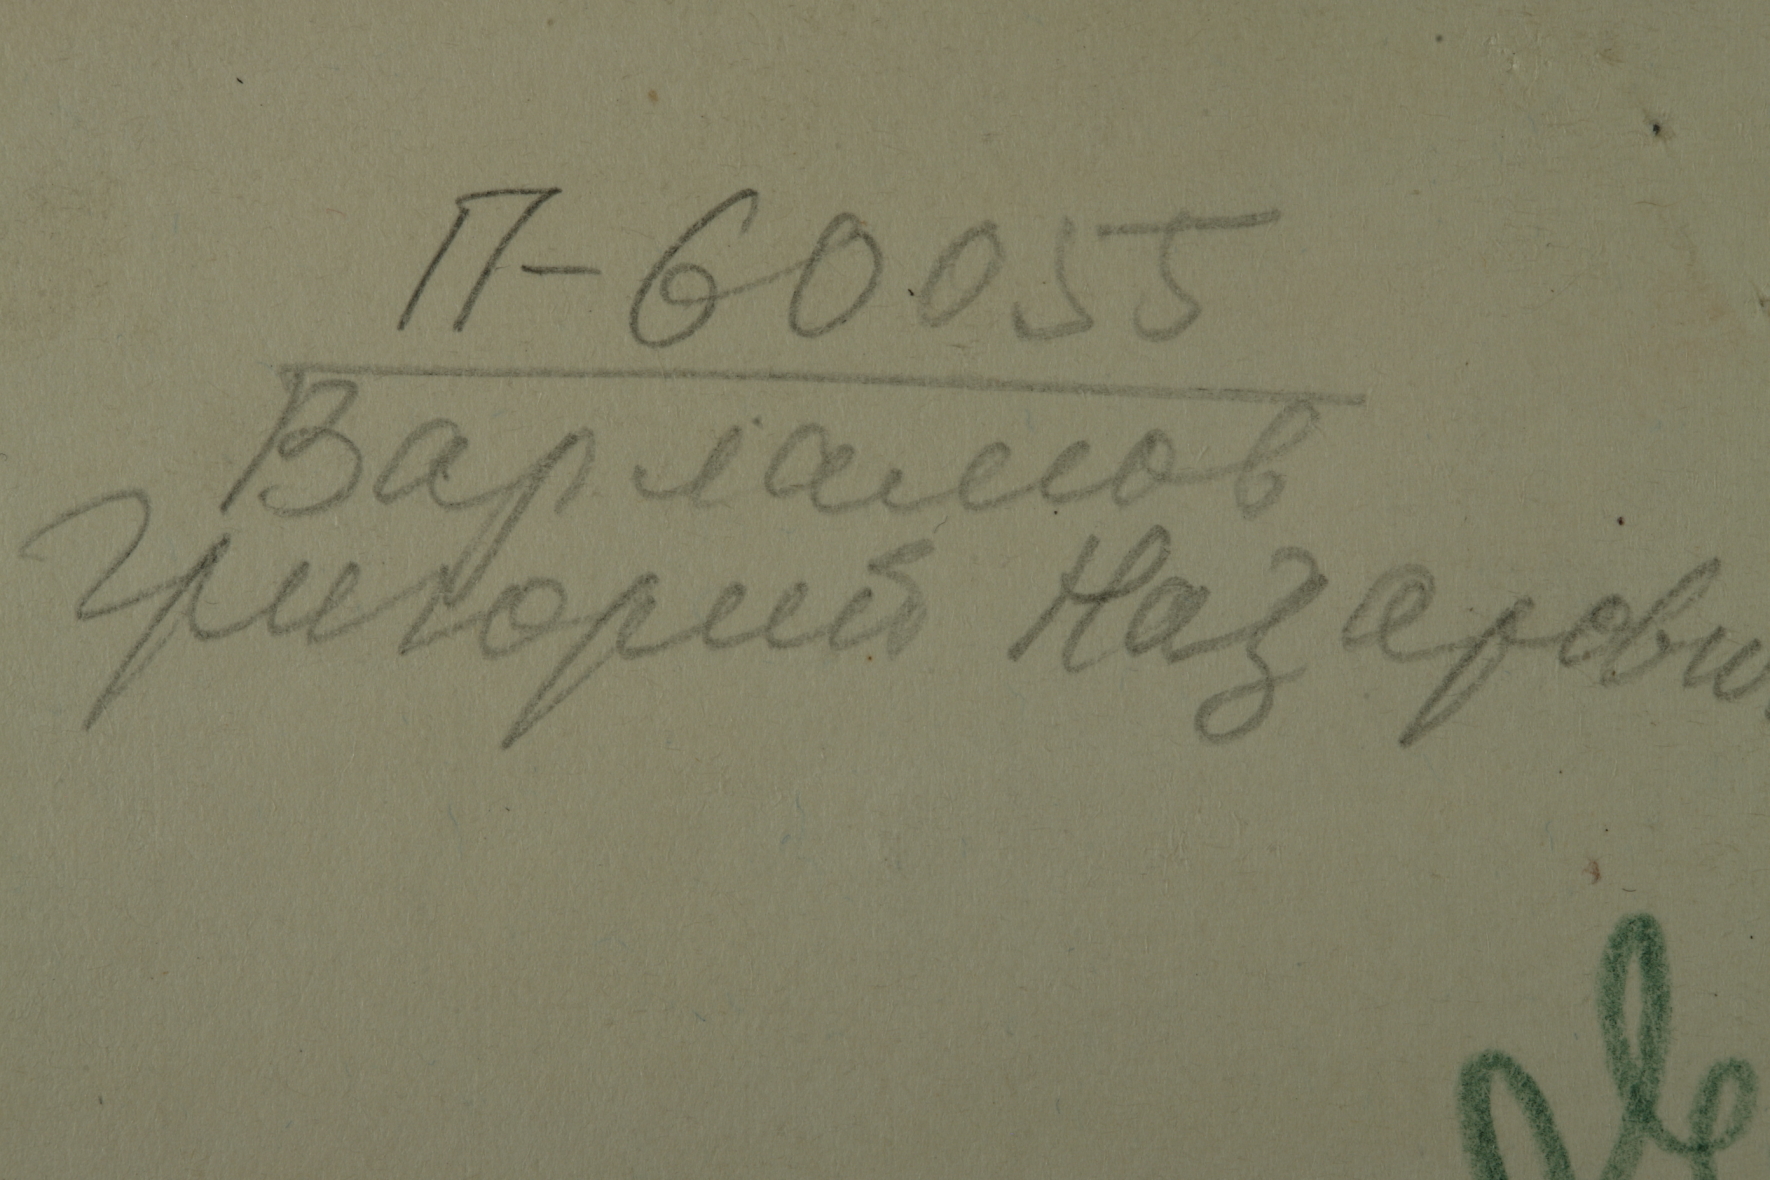 П-60055
Варламов
Григорий Назарови